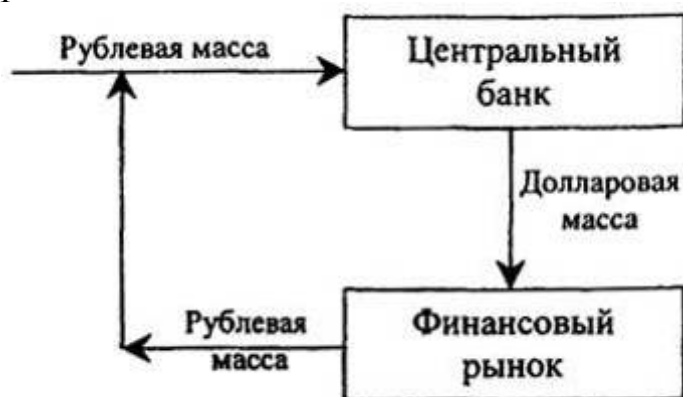 Рублевая масса
Центральный
банк
Долларовая
масса
Рублевая
масса
Финансовый
рынок